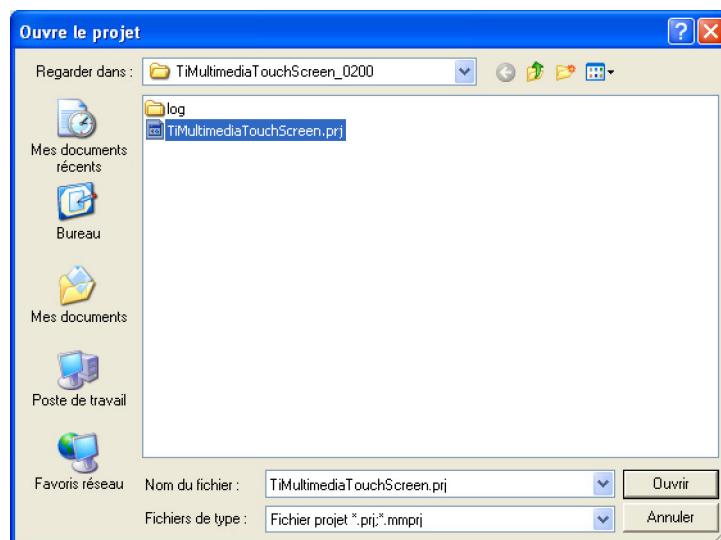 Ouvre le projet
Regarder dans : TiMultimediaTouchScreen_0200
log
TiMultimediaTouchScreen.prj
Mes documents
récents
Bureau
Mes documents
Poste de travail
Favoris réseau
Nom du fichier : TiMultimediaTouchScreen.prj Ouvrir
Fichiers de type : Fichier projet *.prj;*.mmprj Annuler